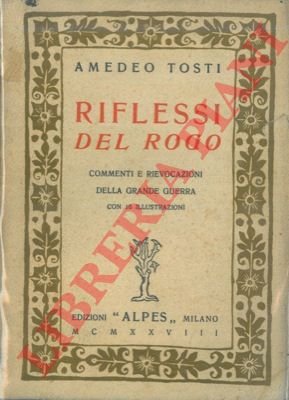 AMEDEO TOSTI
RIFLESSI
DEL ROGO
COMMENTI E RIEVOCAZIONI
DELLA GRANDE GUERRA
CON 16 ILLUSTRAZIONI
EDIZIONI "ALPES„ MILANO
MCMXXVIII
LIBRERIA PIANI